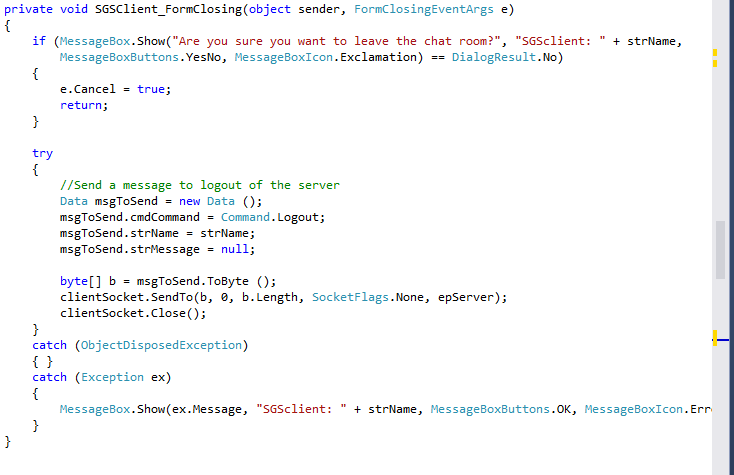 private void SGSClient_FormClosing(object sender, FormClosingEventArgs e)
{
    if (MessageBox.Show("Are you sure you want to leave the chat room?", "SGSclient: " + strName,
        MessageBoxButtons.YesNo, MessageBoxIcon.Exclamation) == DialogResult.No)
    {
        e.Cancel = true;
        return;
    }

    try
    {
        //Send a message to logout of the server
        Data msgToSend = new Data ();
        msgToSend.cmdCommand = Command.Logout;
        msgToSend.strName = strName;
        msgToSend.strMessage = null;

        byte[] b = msgToSend.ToByte ();
        clientSocket.SendTo(b, 0, b.Length, SocketFlags.None, epServer);
        clientSocket.Close();
    }
    catch (ObjectDisposedException)
    { }
    catch (Exception ex)
    {
        MessageBox.Show(ex.Message, "SGSclient: " + strName, MessageBoxButtons.OK, MessageBoxIcon.Err
    }
}